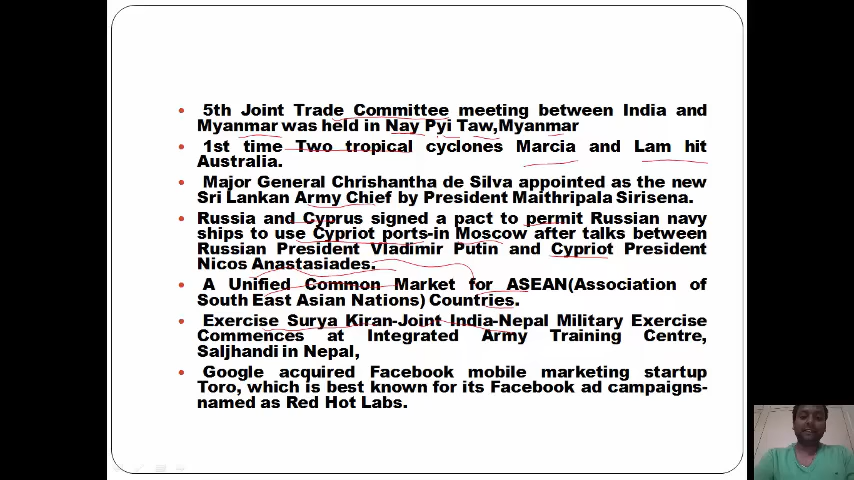 5th Joint Trade Committee meeting between India and
Myanmar was held in Nay Pyi Taw,Myanmar
1st time Two tropical cyclones Marcia and Lam hit
Australia.
Major General Chrishantha de Silva appointed as the new
Sri Lankan Army Chief by President Maithripala Sirisena.
Russia and Cyprus signed a pact to permit Russian navy
ships to use Cypriot ports-in Moscow after talks between
Russian President Vladimir Putin and Cypriot President
Nicos Anastasiades.
A Unified Common Market for ASEAN(Association of
South East Asian Nations) Countries.
Exercise Surya Kiran-Joint India-Nepal Military Exercise
Commences at Integrated Army Training Centre,
Saljhandi in Nepal,
Google acquired Facebook mobile marketing startup
Toro, which is best known for its Facebook ad campaigns-
named as Red Hot Labs.